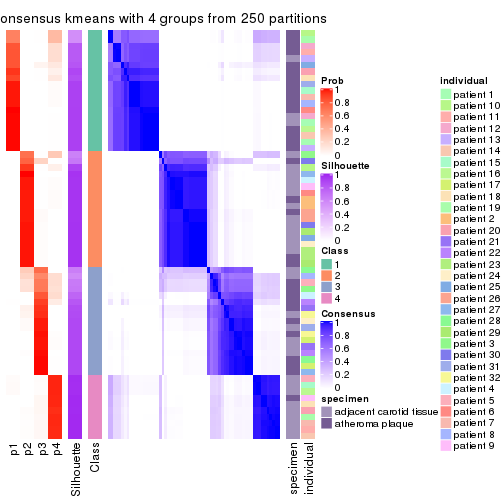 onsensus kmeans with 4 groups from 250 partitions
p1
p2
p3
p4
Silhouette
Class
specimen
individual
Prob
1
0.8
0.6
0.4
0.2
0
Silhouette
1
0.8
0.6
0.4
0.2
0
Class
1
2
3
4
Consensus
1
0.8
0.6
0.4
0.2
0
specimen
adjacent carotid tissue
atheroma plaque
individual
patient 1
patient 10
patient 11
patient 12
patient 13
patient 14
patient 15
patient 16
patient 17
patient 18
patient 19
patient 2
patient 20
patient 21
patient 22
patient 23
patient 24
patient 25
patient 26
patient 27
patient 28
patient 29
patient 3
patient 30
patient 31
patient 32
patient 4
patient 5
patient 6
patient 7
patient 8
patient 9